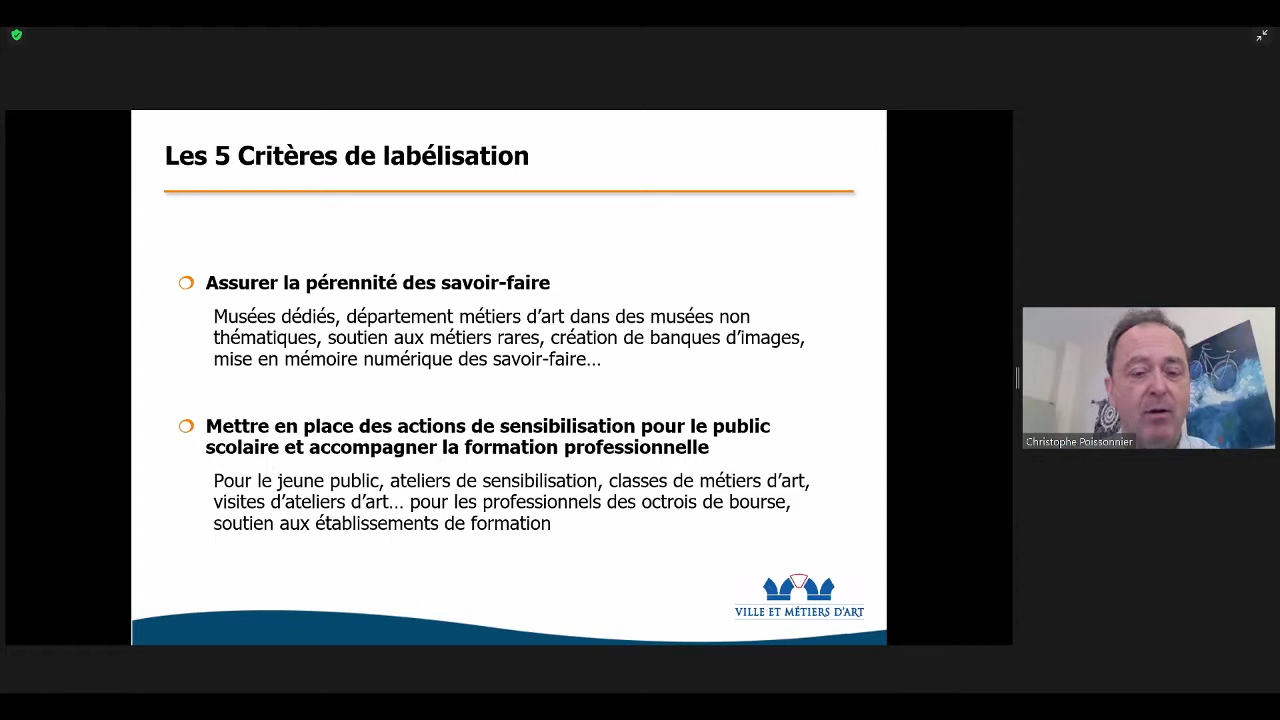 Les 5 Critères de labélisation
Assurer la pérennité des savoir-faire
Musées dédiés, département métiers d'art dans des musées non
thématiques, soutien aux métiers rares, création de banques d'images,
mise en mémoire numérique des savoir-faire...
Mettre en place des actions de sensibilisation pour le public
scolaire et accompagner la formation professionnelle
Pour le jeune public, ateliers de sensibilisation, classes de métiers d'art,
visites d'ateliers d'art... pour les professionnels des octrois de bourse,
soutien aux établissements de formation
VILLE ET MÉTIERS D'ART
Christophe Poissonnier